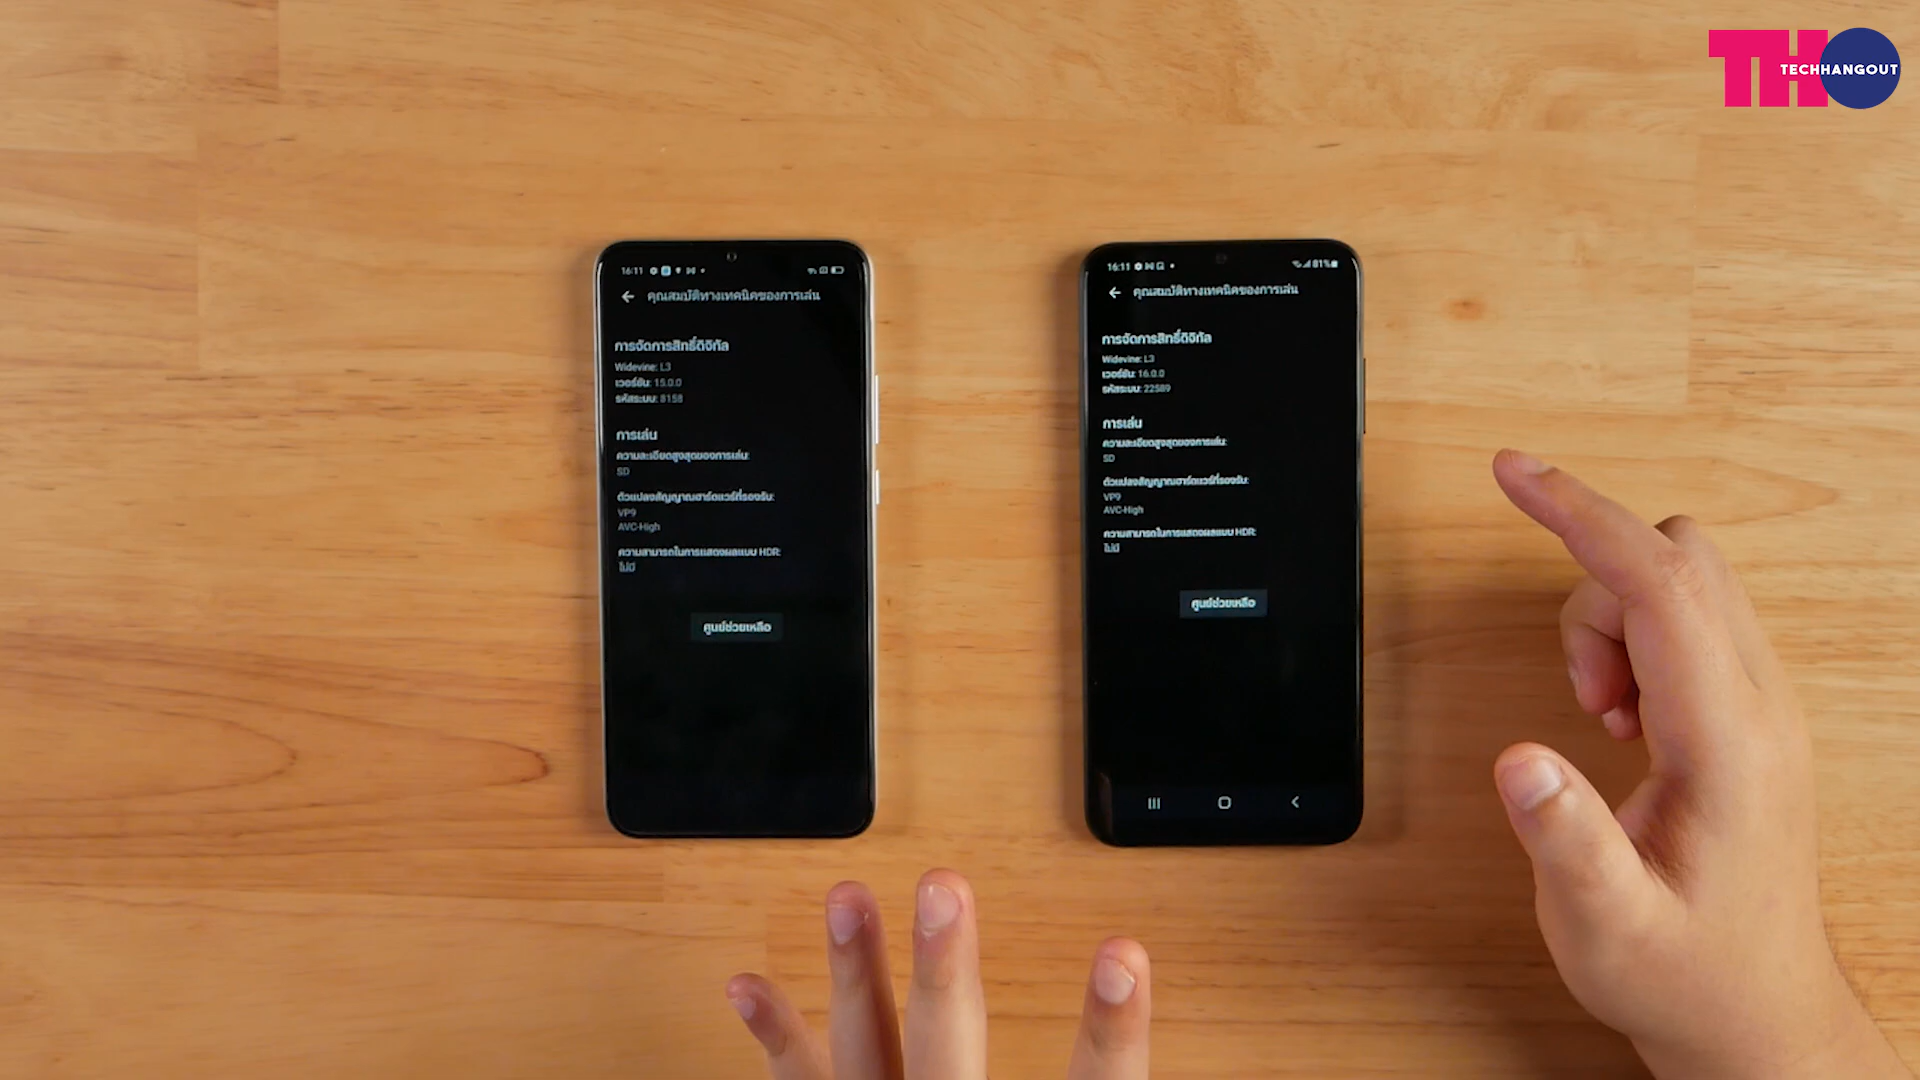 TECHHANGOUT
16:11
คุณสมบัติทางเทคนิคของการเล่น
การจัดการสิทธิ์ดิจิทัล
Widevine: L3
เวอร์ชัน: 15.0.0
รหัสระบบ: 8158
การเล่น
ความละเอียดสูงสุดของการเล่น:
SD
ตัวแปลงสัญญาณฮาร์ดแวร์ที่รองรับ:
VP9
AVC-High
ความสามารถในการแสดงผลแบบ HDR:
ไม่มี
ศูนย์ช่วยเหลือ
16:11 81%
คุณสมบัติทางเทคนิคของการเล่น
การจัดการสิทธิ์ดิจิทัล
Widevine: L3
เวอร์ชัน: 16.0.0
รหัสระบบ: 22589
การเล่น
ความละเอียดสูงสุดของการเล่น:
SD
ตัวแปลงสัญญาณฮาร์ดแวร์ที่รองรับ:
VP9
AVC-High
ความสามารถในการแสดงผลแบบ HDR:
ไม่มี
ศูนย์ช่วยเหลือ